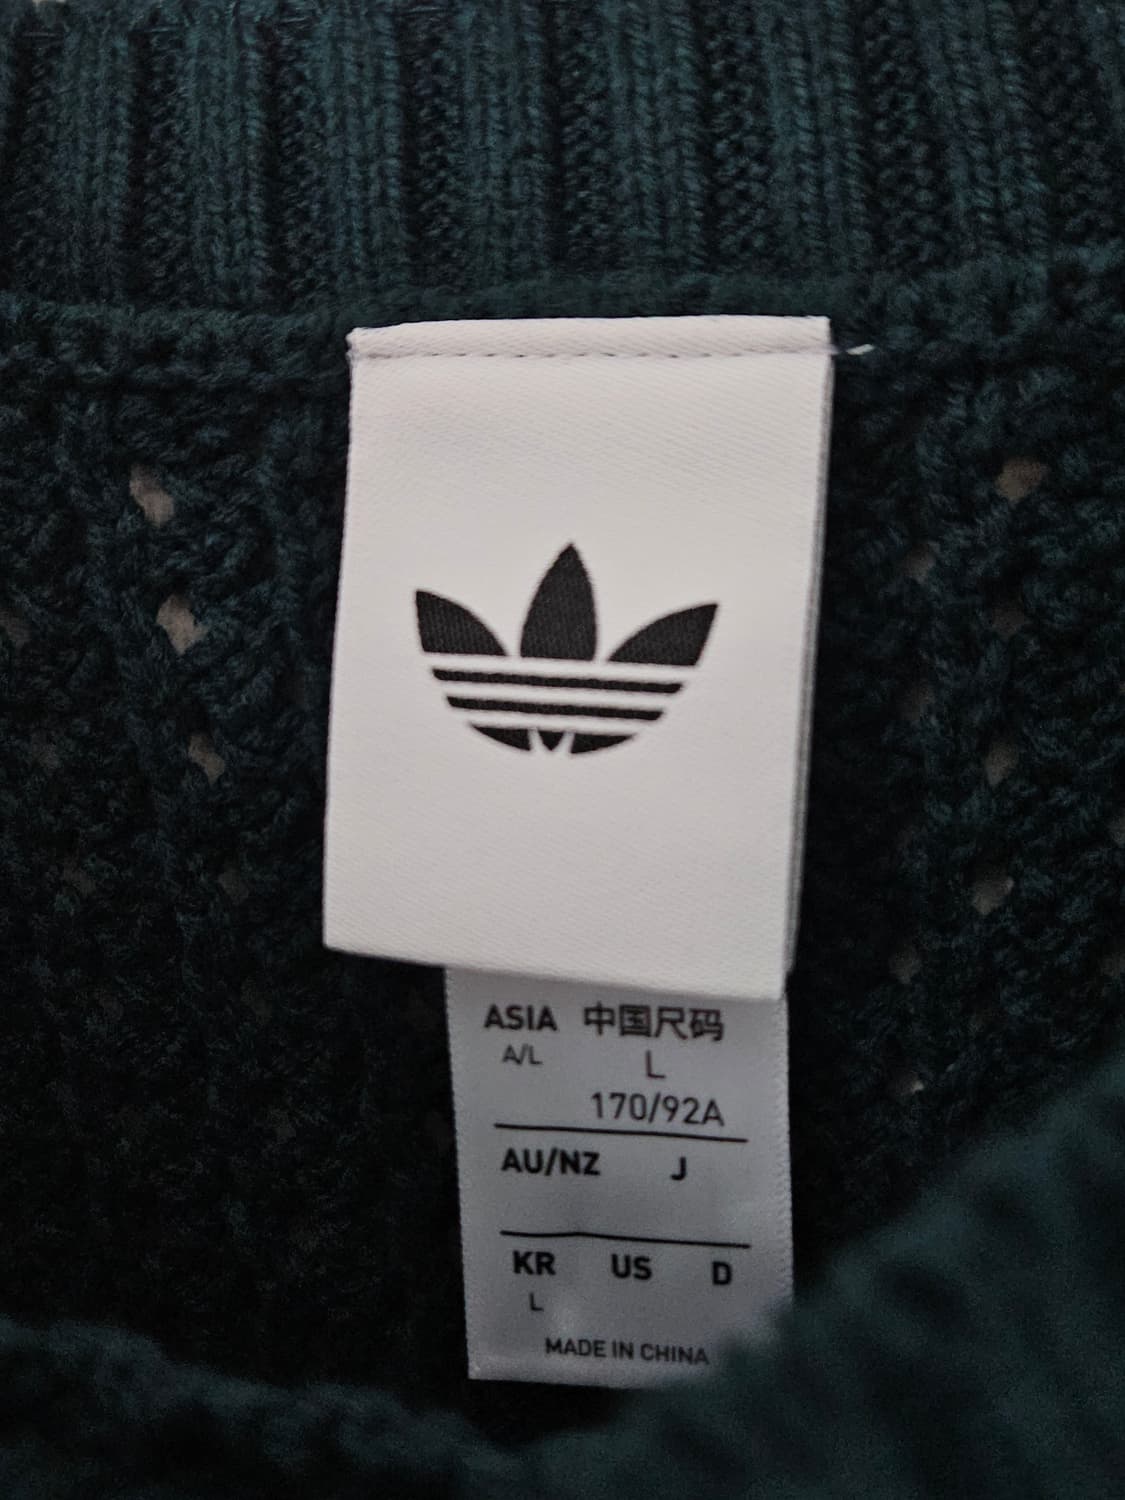 ASIA 中国尺码
A/L L
170/92A
AU/NZ J
KR US D
L
MADE IN CHINA